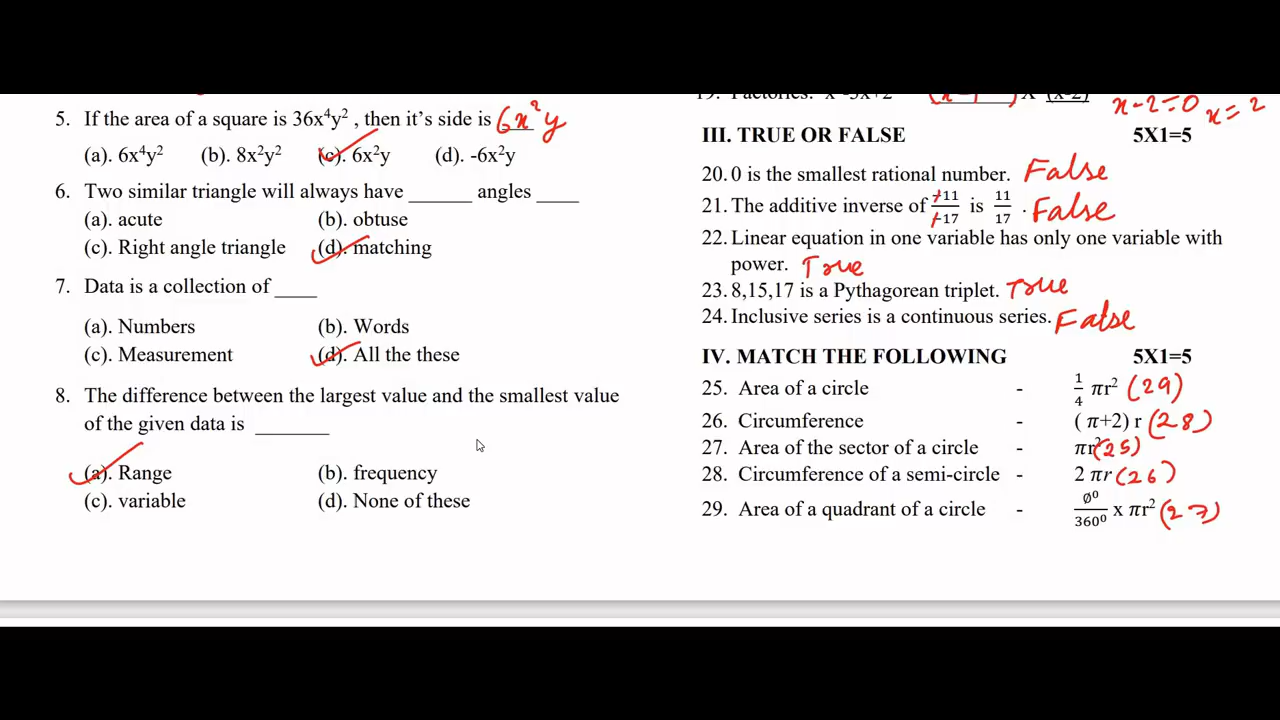 5. If the area of a square is 36x⁴y² , then it's side is 6x²y
(a). 6x⁴y² (b). 8x²y² (c). 6x²y (d). -6x²y
6. Two similar triangle will always have ______ angles ____
(a). acute (b). obtuse
(c). Right angle triangle (d). matching
7. Data is a collection of ____
(a). Numbers (b). Words
(c). Measurement (d). All the these
8. The difference between the largest value and the smallest value
of the given data is _______
(a). Range (b). frequency
(c). variable (d). None of these
x-2=0 x=2
III. TRUE OR FALSE 5X1=5
20. 0 is the smallest rational number. False
21. The additive inverse of -11/-17 is 11/17 . False
22. Linear equation in one variable has only one variable with
power. True
23. 8,15,17 is a Pythagorean triplet. True
24. Inclusive series is a continuous series. False
IV. MATCH THE FOLLOWING 5X1=5
25. Area of a circle - 1/4 πr² (29)
26. Circumference - ( π+2) r (28)
27. Area of the sector of a circle - πr² (25)
28. Circumference of a semi-circle - 2 πr (26)
29. Area of a quadrant of a circle - ∅⁰/360⁰ x πr² (27)